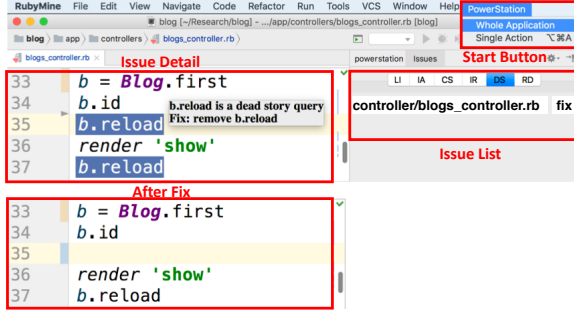 RubyMine File Edit View Navigate Code Refactor Run Tools VCS Window Help PowerStation
Whole Application
Single Action ⌥⌘A
blog [~/Research/blog] - .../app/controllers/blogs_controller.rb [blog]
blog app controllers blogs_controller.rb
Start Button
blogs_controller.rb
Issue Detail
powerstation Issues
LI IA CS IR DS RD
controller/blogs_controller.rb fix
Issue List
33 b = Blog.first
34 b.id
b.reload is a dead story query
Fix: remove b.reload
35 b.reload
36 render 'show'
37 b.reload
After Fix
33 b = Blog.first
34 b.id
35
36 render 'show'
37 b.reload